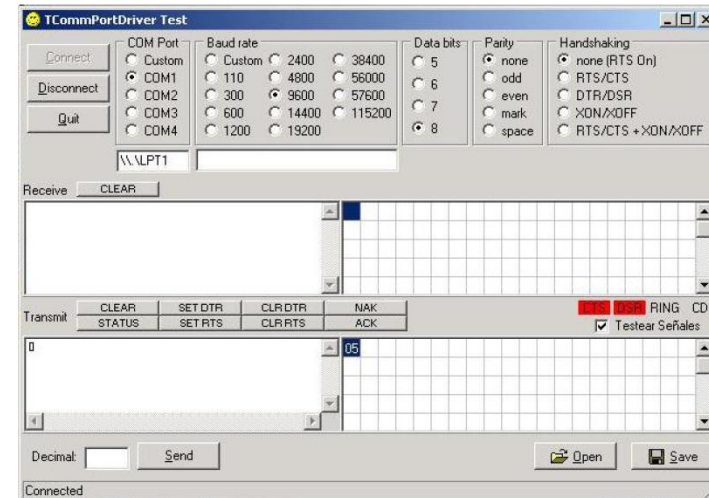 TCommPortDriver Test
Connect
Disconnect
Quit
COM Port
Custom
COM1
COM2
COM3
COM4
\\.\LPT1
Baud rate
Custom 2400 38400
110 4800 56000
300 9600 57600
600 14400 115200
1200 19200
Data bits
5
6
7
8
Parity
none
odd
even
mark
space
Handshaking
none (RTS On)
RTS/CTS
DTR/DSR
XON/XOFF
RTS/CTS + XON/XOFF
Receive CLEAR
Transmit
CLEAR SET DTR CLR DTR NAK
STATUS SET RTS CLR RTS ACK
CTS DSR RING CD
Testear Señales
05
Decimal: Send Open Save
Connected